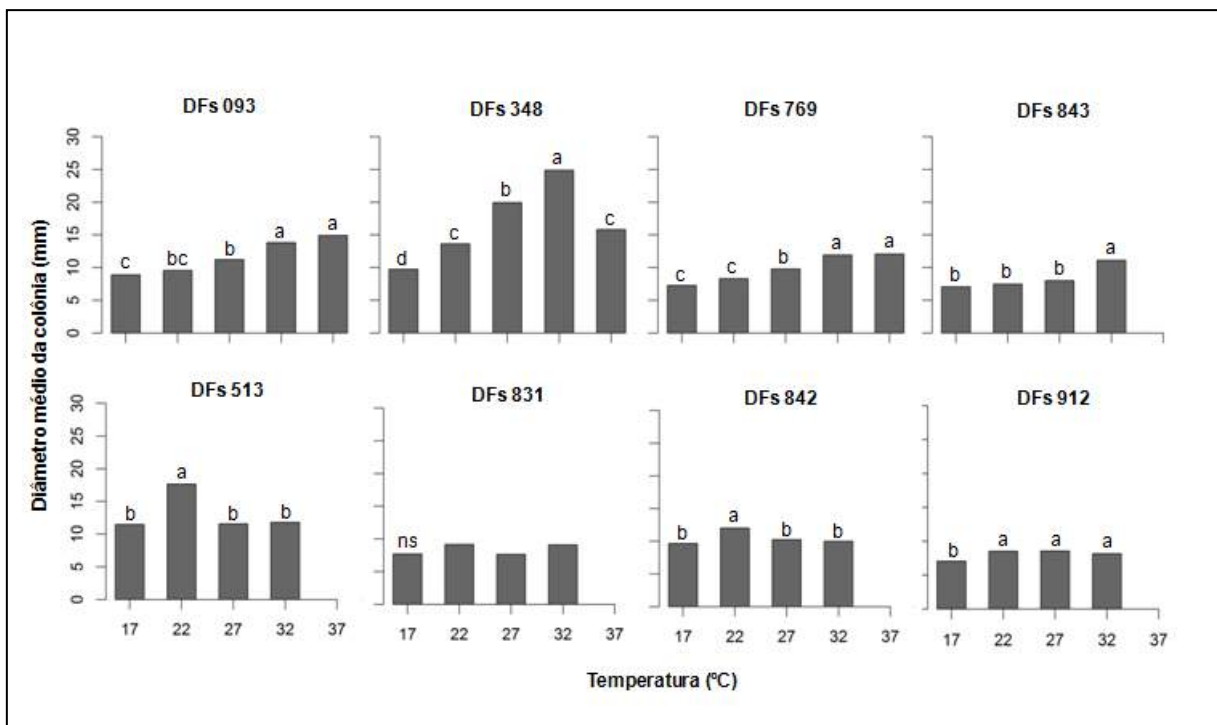 DFs 093
DFs 348
DFs 769
DFs 843
Diâmetro médio da colônia (mm)
30
25
20
15
10
5
0
c bc b a a
d c b a c
c c b a a
b b b a
DFs 513
DFs 831
DFs 842
DFs 912
30
25
20
15
10
5
0
b a b b
ns
b a b b
b a a a
17 22 27 32 37
17 22 27 32 37
17 22 27 32 37
17 22 27 32 37
Temperatura (ºC)